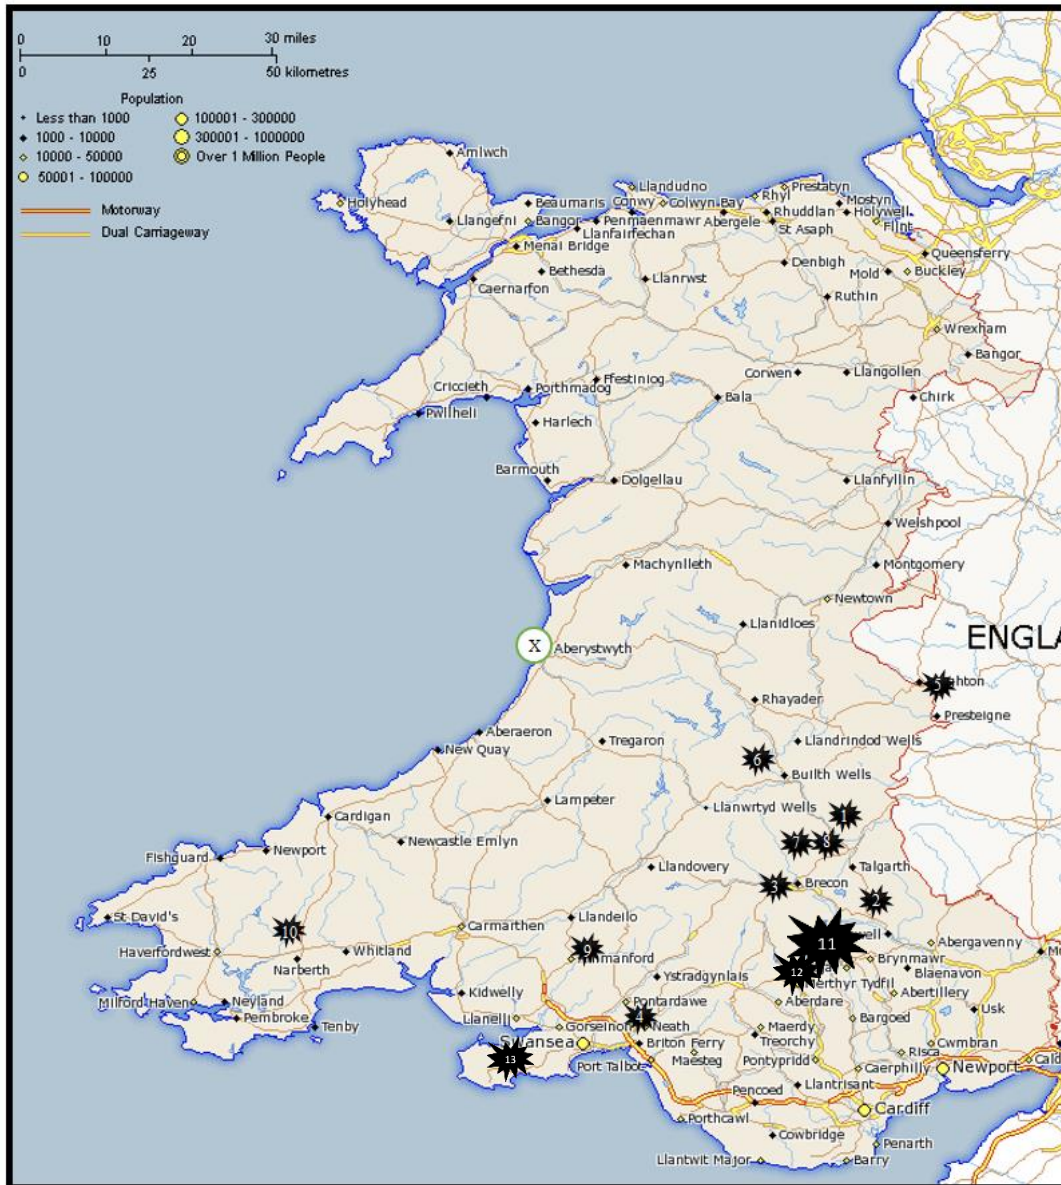 0 10 20 30 miles
0 25 50 kilometres
Population
Less than 1000
100001 - 300000
1000 - 10000
300001 - 1000000
10000 - 50000
Over 1 Million People
50001 - 100000
Motorway
Dual Carriageway
Amlwch
Holyhead
Llangefni
Beaumaris
Bangor
Menai Bridge
Llandudno
Conwy
Colwyn Bay
Penmaenmawr
Llanfairfechan
Abergele
Rhyl
Prestatyn
Rhuddlan
St Asaph
Mostyn
Holywell
Flint
Queensferry
Bethesda
Caernarfon
Llanrwst
Denbigh
Mold
Buckley
Ruthin
Wrexham
Bangor
Criccieth
Porthmadog
Ffestiniog
Corwen
Llangollen
Pwllheli
Bala
Chirk
Harlech
Barmouth
Dolgellau
Llanfyllin
Welshpool
Machynlleth
Montgomery
Newtown
Llanidloes
ENGLA
X
Aberystwyth
5
Rhayader
Presteigne
Aberaeron
New Quay
Tregaron
Llandrindod Wells
6
Builth Wells
Lampeter
Llanwrtyd Wells
1
Cardigan
Newcastle Emlyn
7
8
Fishguard
Newport
Llandovery
Talgarth
3
Brecon
2
St David's
10
Carmarthen
Llandeilo
9
11
Abergavenny
Haverfordwest
Whitland
Narberth
Ystradgynlais
12
Brynmawr
Blaenavon
Merthyr Tydfil
Milford Haven
Neyland
Pembroke
Tenby
Kidwelly
Llanelli
Pontardawe
4
Neath
Aberdare
Abertillery
Bargoed
Usk
Gorseinon
Swansea
13
Briton Ferry
Port Talbot
Maesteg
Maerdy
Treorchy
Pontypridd
Risca
Cwmbran
Caerphilly
Newport
Cald
Llantrisant
Pencoed
Cardiff
Porthcawl
Cowbridge
Penarth
Llantwit Major
Barry